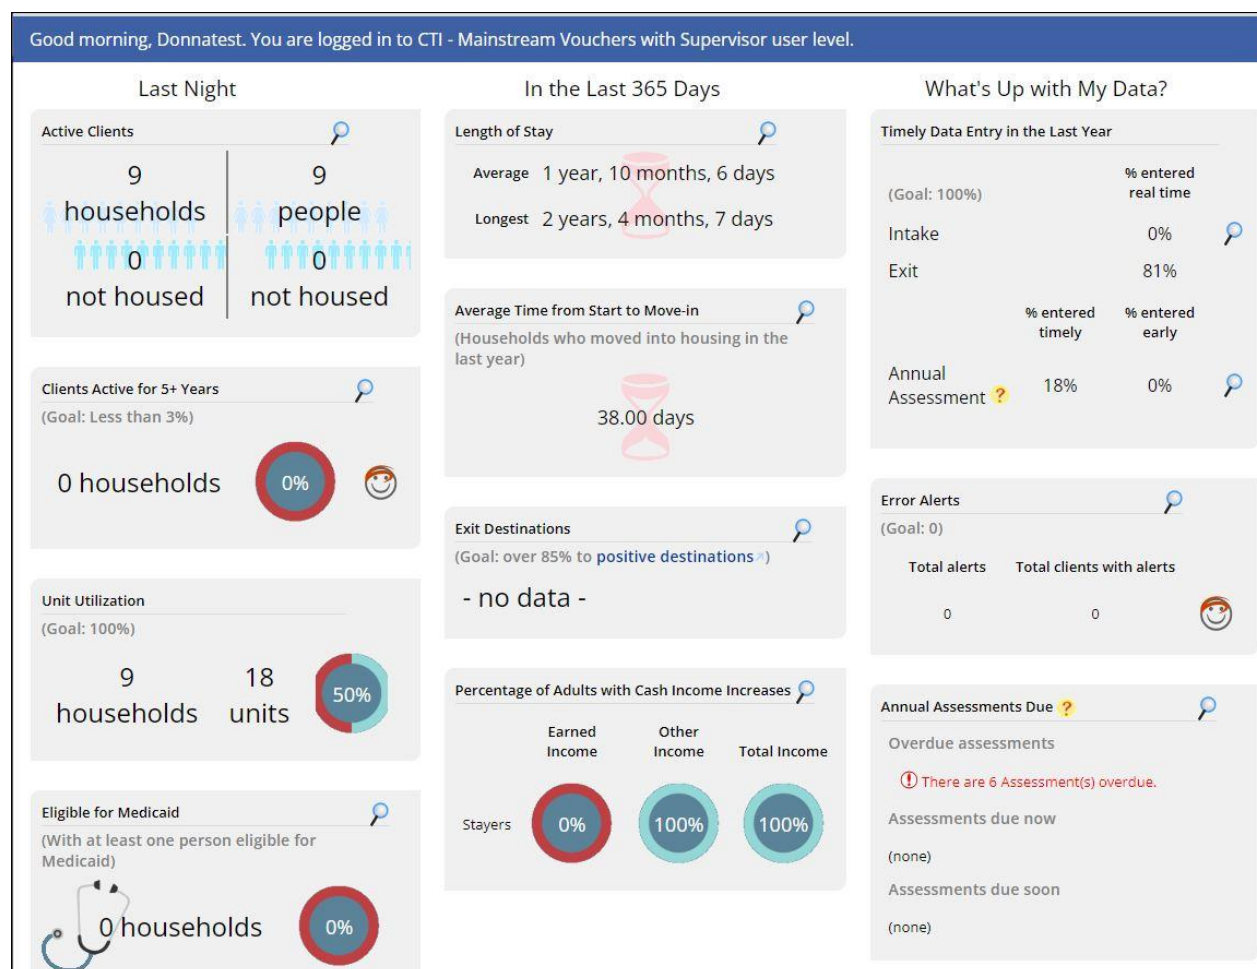 Good morning, Donnatest. You are logged in to CTI - Mainstream Vouchers with Supervisor user level.
Last Night
Active Clients
9 9
households people
0 0
not housed not housed
Clients Active for 5+ Years
(Goal: Less than 3%)
0 households 0%
Unit Utilization
(Goal: 100%)
9 18
households units 50%
Eligible for Medicaid
(With at least one person eligible for
Medicaid)
0 households 0%
In the Last 365 Days
Length of Stay
Average 1 year, 10 months, 6 days
Longest 2 years, 4 months, 7 days
Average Time from Start to Move-in
(Households who moved into housing in the
last year)
38.00 days
Exit Destinations
(Goal: over 85% to positive destinations)
- no data -
Percentage of Adults with Cash Income Increases
Earned Other
Income Income Total Income
Stayers 0% 100% 100%
What's Up with My Data?
Timely Data Entry in the Last Year
% entered
(Goal: 100%) real time
Intake 0%
Exit 81%
% entered % entered
timely early
Annual
Assessment ? 18% 0%
Error Alerts
(Goal: 0)
Total alerts Total clients with alerts
0 0
Annual Assessments Due ?
Overdue assessments
! There are 6 Assessment(s) overdue.
Assessments due now
(none)
Assessments due soon
(none)